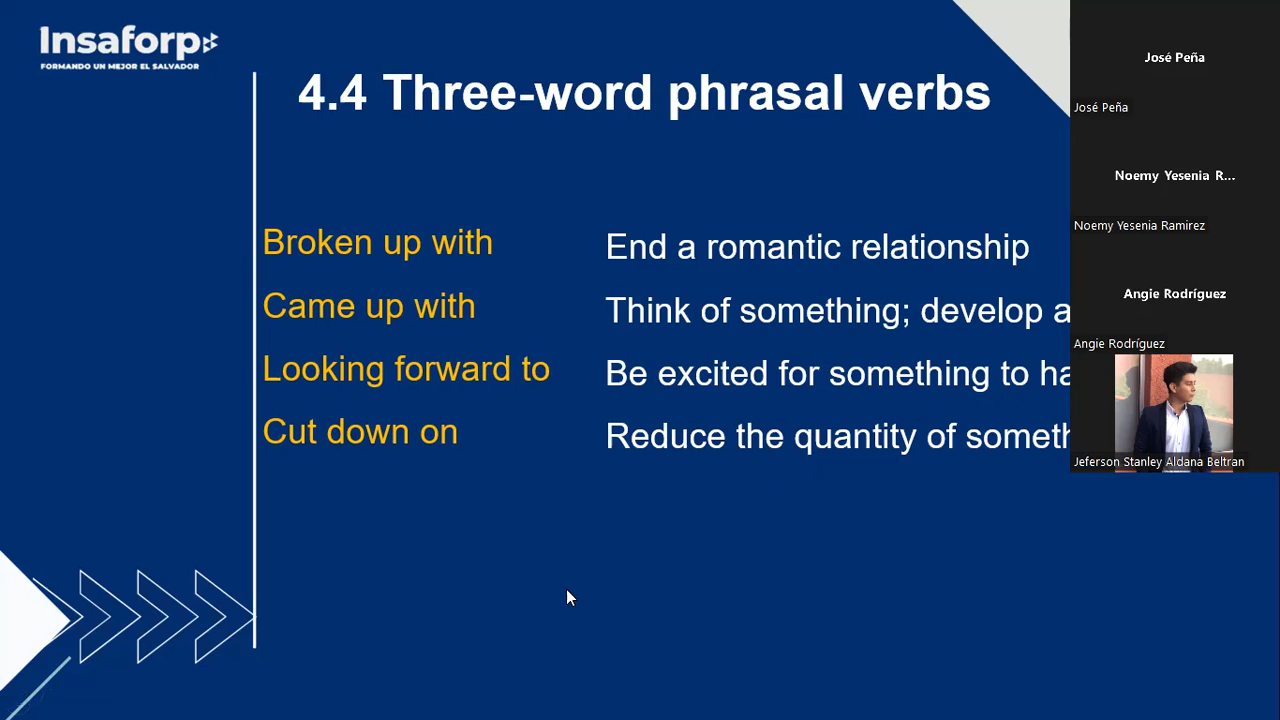 Insaforp
FORMANDO UN MEJOR EL SALVADOR
4.4 Three-word phrasal verbs
Broken up with
End a romantic relationship
Came up with
Think of something; develop a
Looking forward to
Be excited for something to
Cut down on
Reduce the quantity of
José Peña
José Peña
Noemy Yesenia R...
Noemy Yesenia Ramirez
Angie Rodríguez
Angie Rodríguez
Jeferson Stanley Aldana Beltran